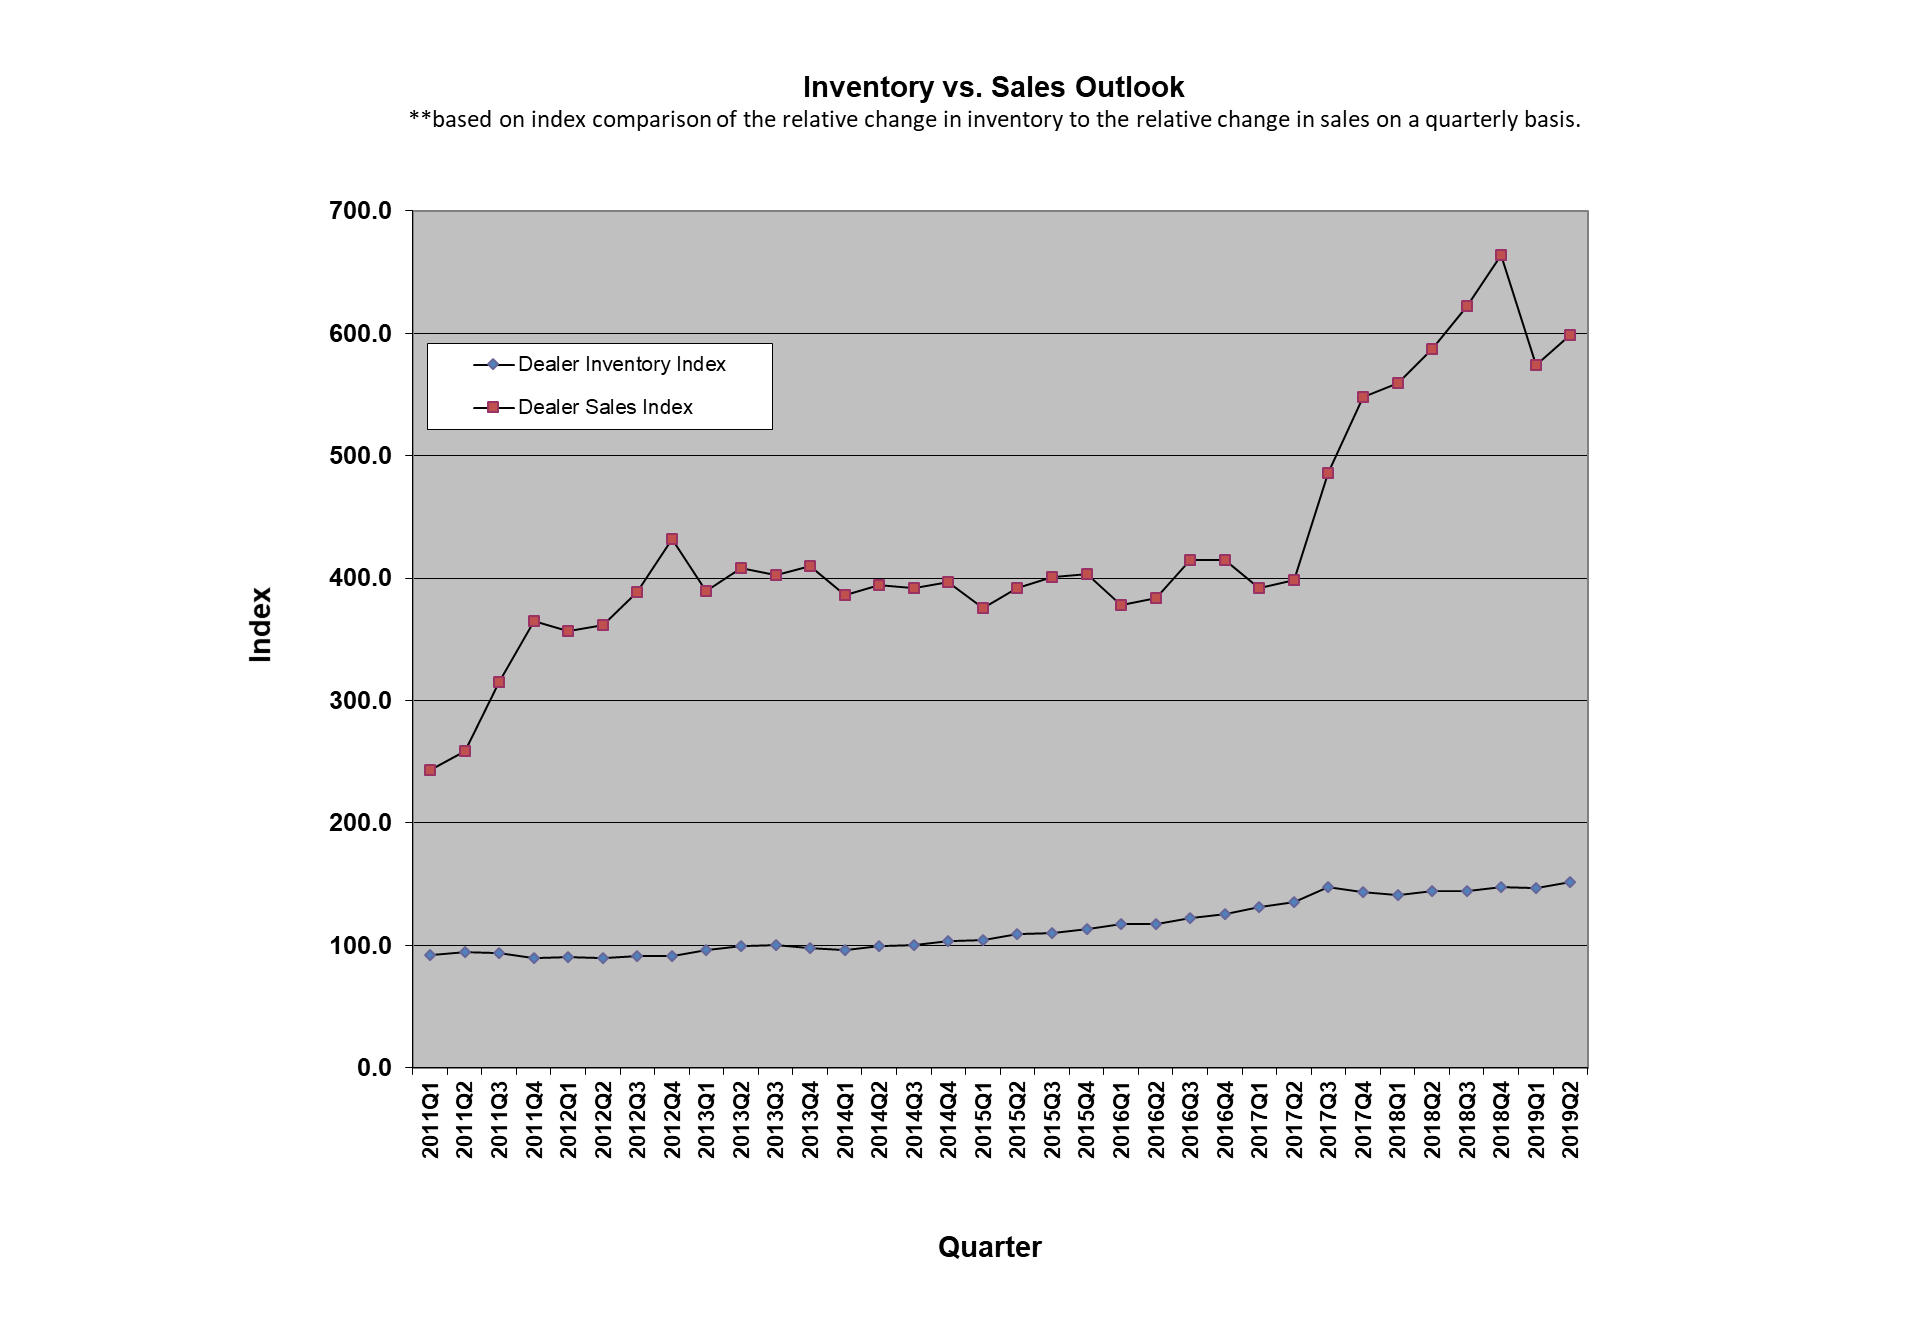 Inventory vs. Sales Outlook
**based on index comparison of the relative change in inventory to the relative change in sales on a quarterly basis.
700.0
600.0
Dealer Inventory Index
Dealer Sales Index
500.0
400.0
Index
300.0
200.0
100.0
0.0
2011Q1
2011Q2
2011Q3
2011Q4
2012Q1
2012Q2
2012Q3
2012Q4
2013Q1
2013Q2
2013Q3
2013Q4
2014Q1
2014Q2
2014Q3
2014Q4
2015Q1
2015Q2
2015Q3
2015Q4
2016Q1
2016Q2
2016Q3
2016Q4
2017Q1
2017Q2
2017Q3
2017Q4
2018Q1
2018Q2
2018Q3
2018Q4
2019Q1
2019Q2
Quarter